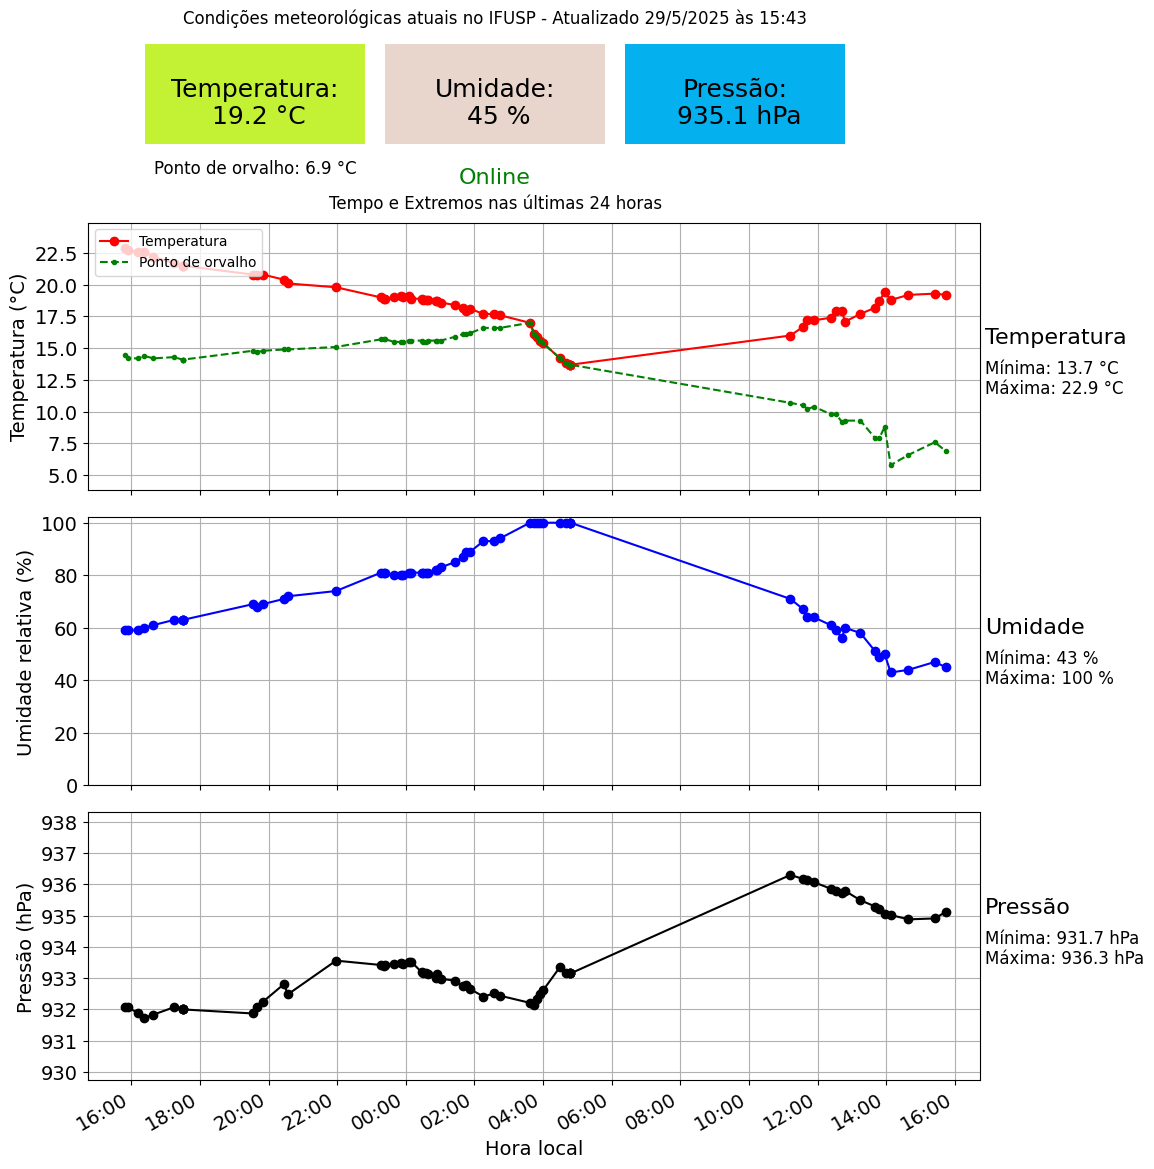 Condições meteorológicas atuais no IFUSP - Atualizado 29/5/2025 às 15:43
Temperatura:
19.2 °C
Umidade:
45 %
Pressão:
935.1 hPa
Ponto de orvalho: 6.9 °C
Online
Tempo e Extremos nas últimas 24 horas
Temperatura (°C)
22.5
20.0
17.5
15.0
12.5
10.0
7.5
5.0
Temperatura
Ponto de orvalho
Temperatura
Mínima: 13.7 °C
Máxima: 22.9 °C
Umidade relativa (%)
100
80
60
40
20
0
Umidade
Mínima: 43 %
Máxima: 100 %
Pressão (hPa)
938
937
936
935
934
933
932
931
930
Pressão
Mínima: 931.7 hPa
Máxima: 936.3 hPa
16:00
18:00
20:00
22:00
00:00
02:00
04:00
06:00
08:00
10:00
12:00
14:00
16:00
Hora local